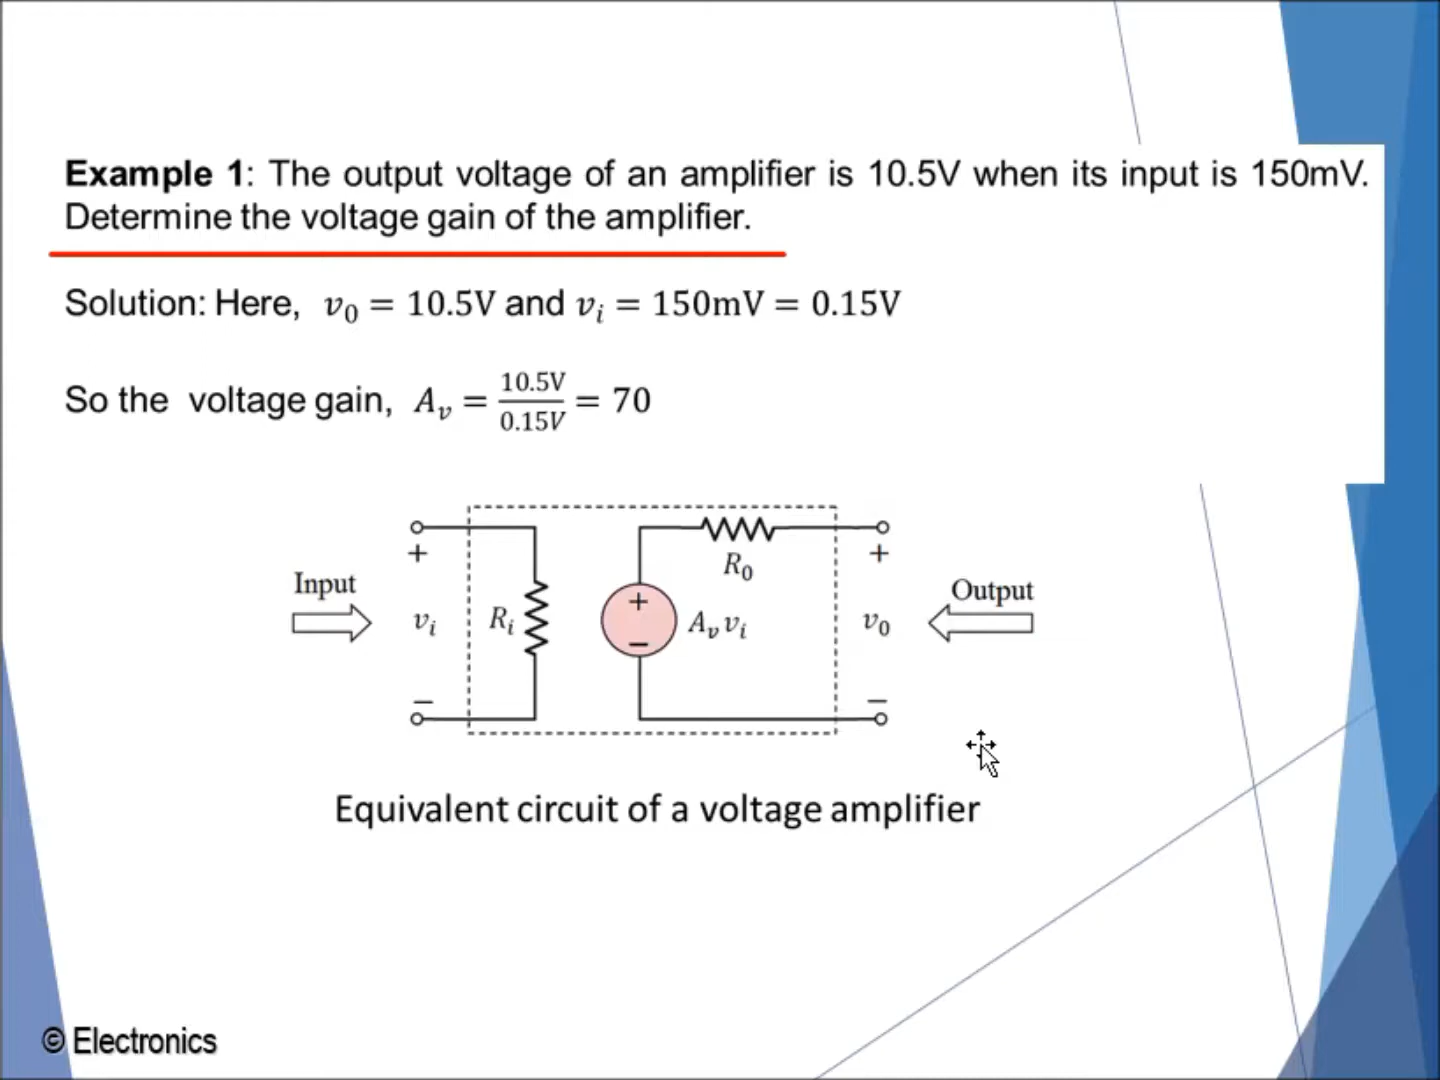 Example 1: The output voltage of an amplifier is 10.5V when its input is 150mV.
Determine the voltage gain of the amplifier.
Solution: Here, v₀ = 10.5V and vᵢ = 150mV = 0.15V
So the voltage gain, Aᵥ = 10.5V/0.15V = 70
Input
+
vᵢ
−
Rᵢ
+
−
Aᵥvᵢ
R₀
+
v₀
−
Output
Equivalent circuit of a voltage amplifier
© Electronics